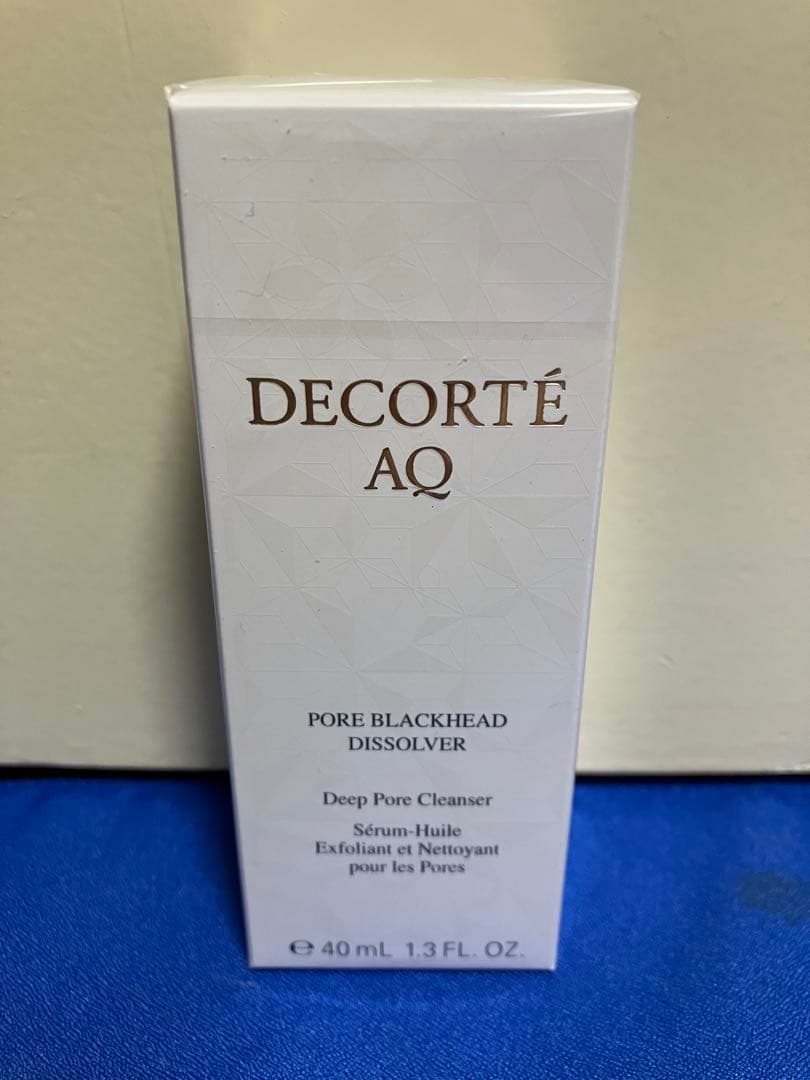 DECORTÉ
AQ
PORE BLACKHEAD
DISSOLVER
Deep Pore Cleanser
Sérum-Huile
Exfoliant et Nettoyant
pour les Pores
℮ 40 mL 1.3 FL. OZ.